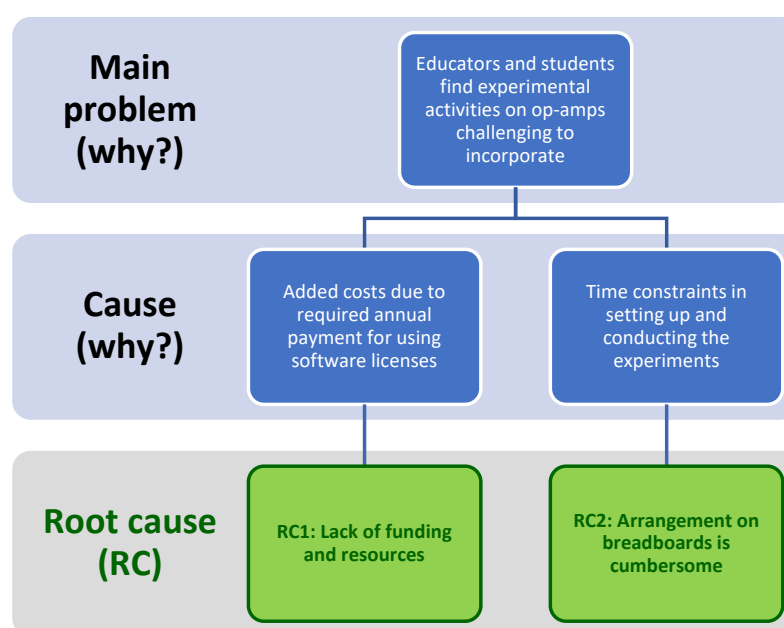 Main
problem
(why?)
Educators and students
find experimental
activities on op-amps
challenging to
incorporate
Cause
(why?)
Added costs due to
required annual
payment for using
software licenses
Time constraints in
setting up and
conducting the
experiments
Root cause
(RC)
RC1: Lack of funding
and resources
RC2: Arrangement on
breadboards is
cumbersome